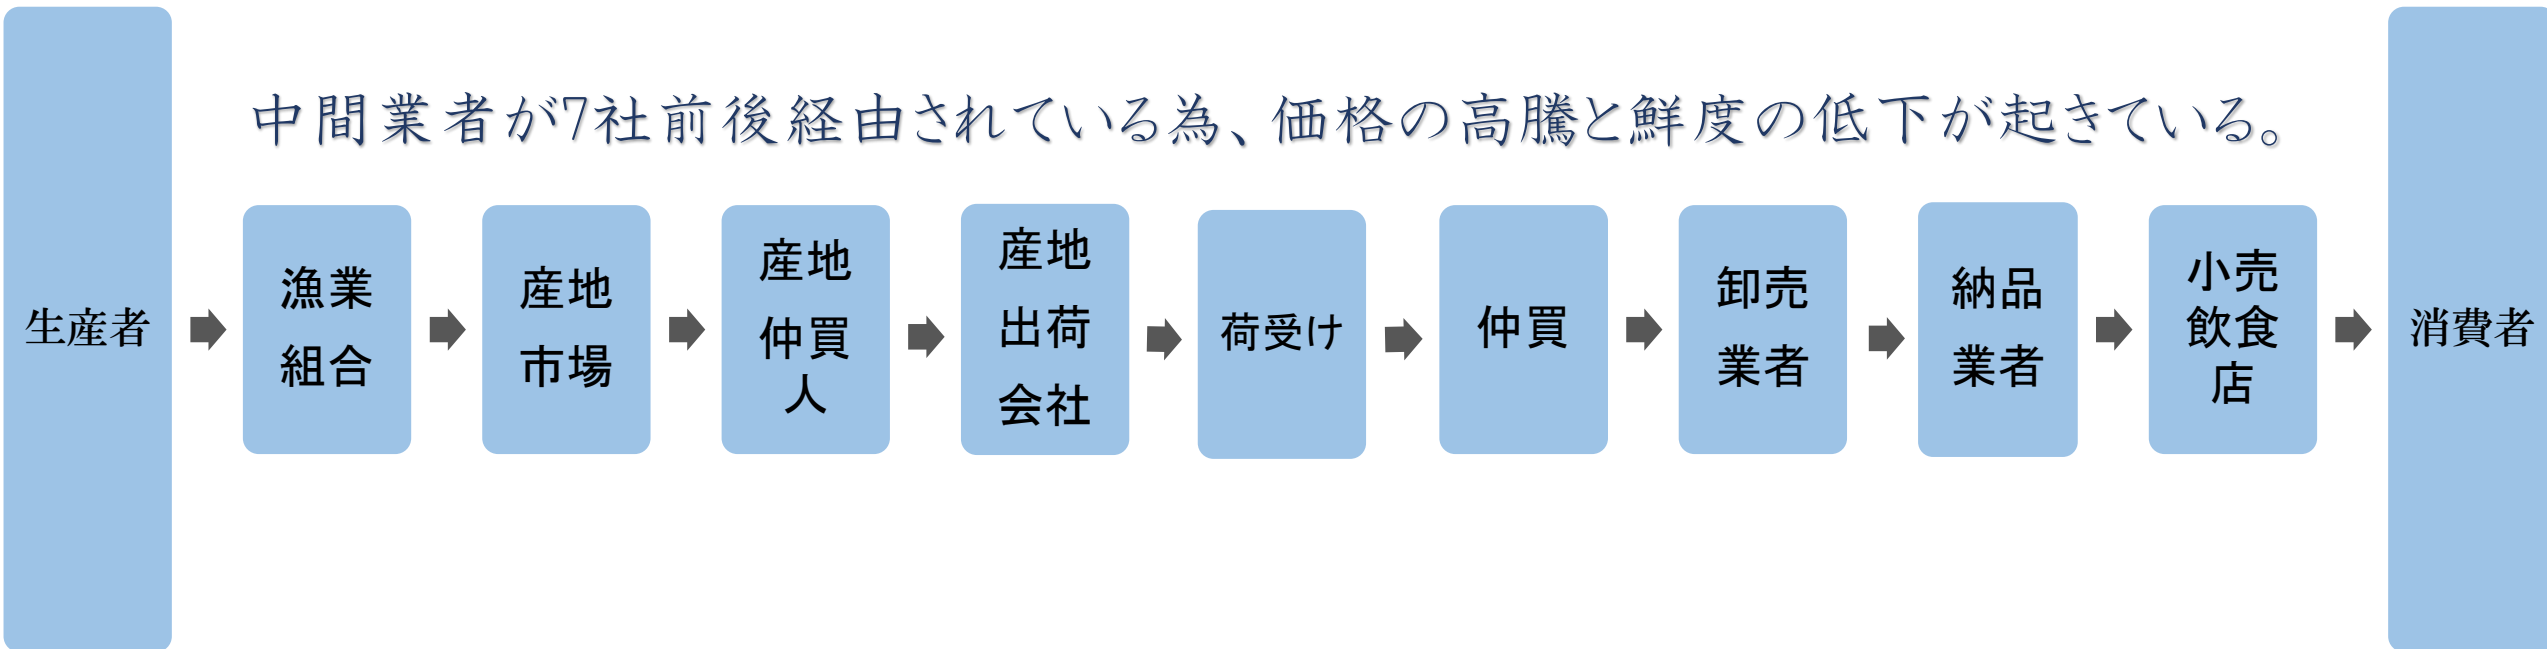 中間業者が7社前後経由されている為、価格の高騰と鮮度の低下が起きている。
生産者
漁業
組合
産地
市場
産地
仲買
人
産地
出荷
会社
荷受け
仲買
卸売
業者
納品
業者
小売
飲食
店
消費者